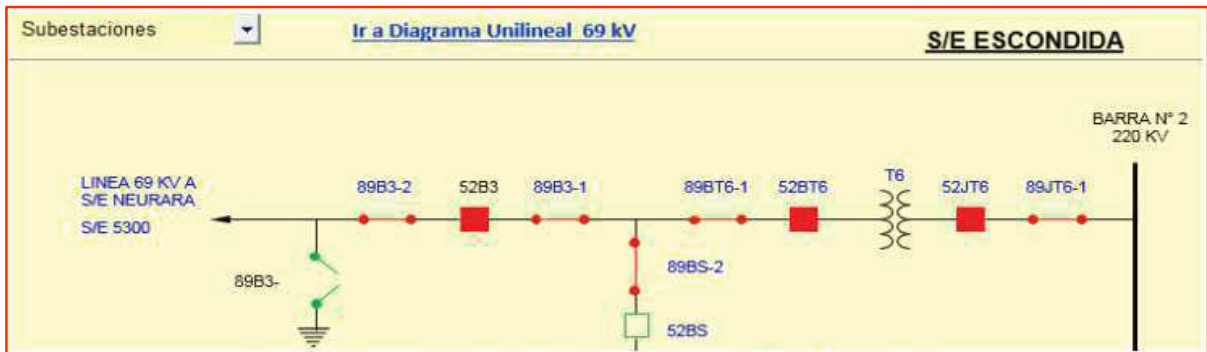 Subestaciones
Ir a Diagrama Unilineal 69 kV
S/E ESCONDIDA
BARRA N° 2
220 KV
LINEA 69 KV A
S/E NEURARA
S/E 5300
89B3-2
52B3
89B3-1
89BT6-1
52BT6
T6
52JT6
89JT6-1
89BS-2
89B3-
52BS